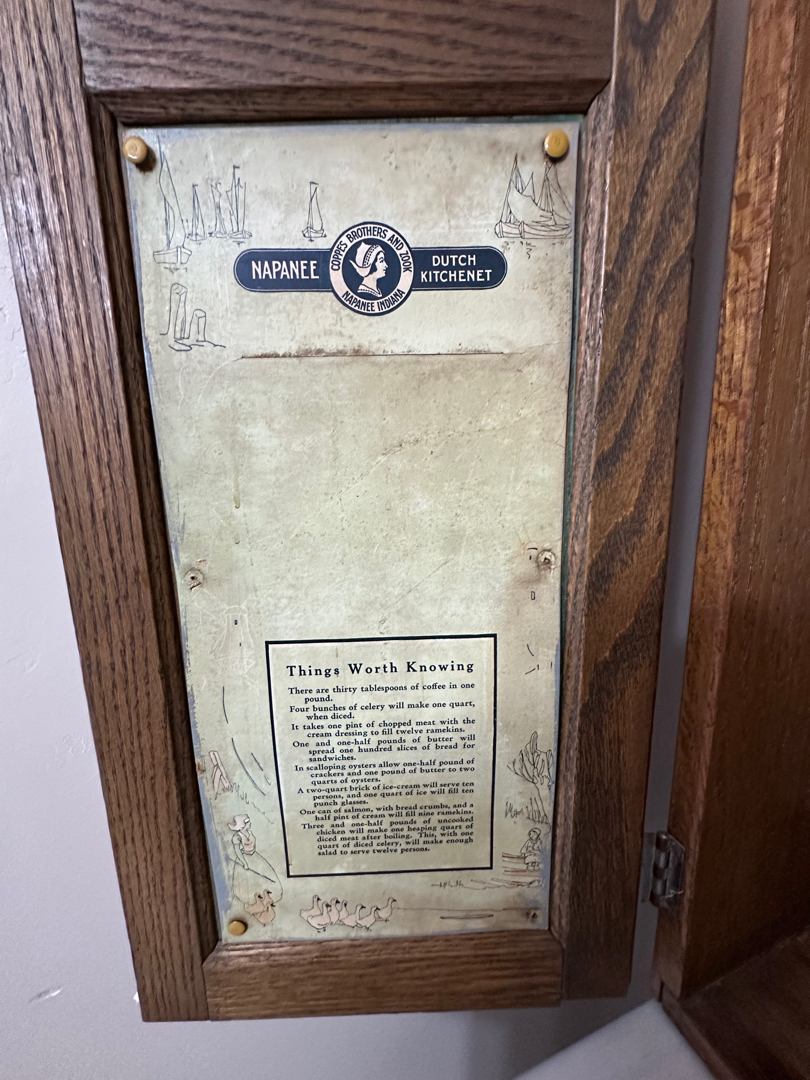 NAPANEE
COPPES BROTHERS AND ZOOK
NAPANEE INDIANA
DUTCH
KITCHENET
Things Worth Knowing
There are thirty tablespoons of coffee in one
pound.
Four bunches of celery will make one quart,
when diced.
It takes one pint of chopped meat with the
cream dressing to fill twelve ramekins.
One and one-half pounds of butter will
spread one hundred slices of bread for
sandwiches.
In scalloping oysters allow one-half pound of
crackers and one pound of butter to two
quarts of oysters.
A two-quart brick of ice-cream will serve ten
persons, and one quart of ice will fill ten
punch glasses.
One can of salmon, with bread crumbs, and a
half pint of cream will fill nine ramekins.
Three and one-half pounds of uncooked
chicken will make one heaping quart of
diced meat after boiling. This, with one
quart of diced celery, will make enough
salad to serve twelve persons.